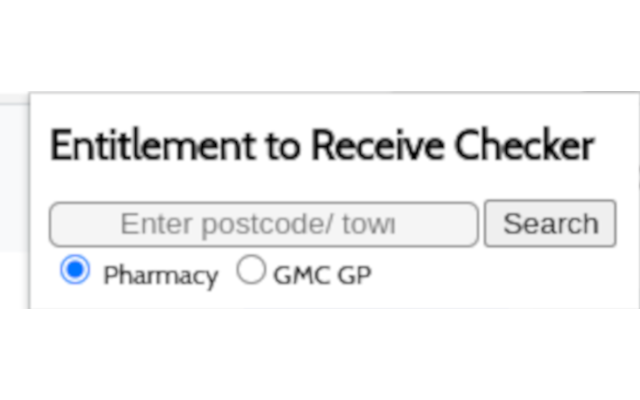 Entitlement to Receive Checker
Enter postcode/ tow
Search
Pharmacy GMC GP